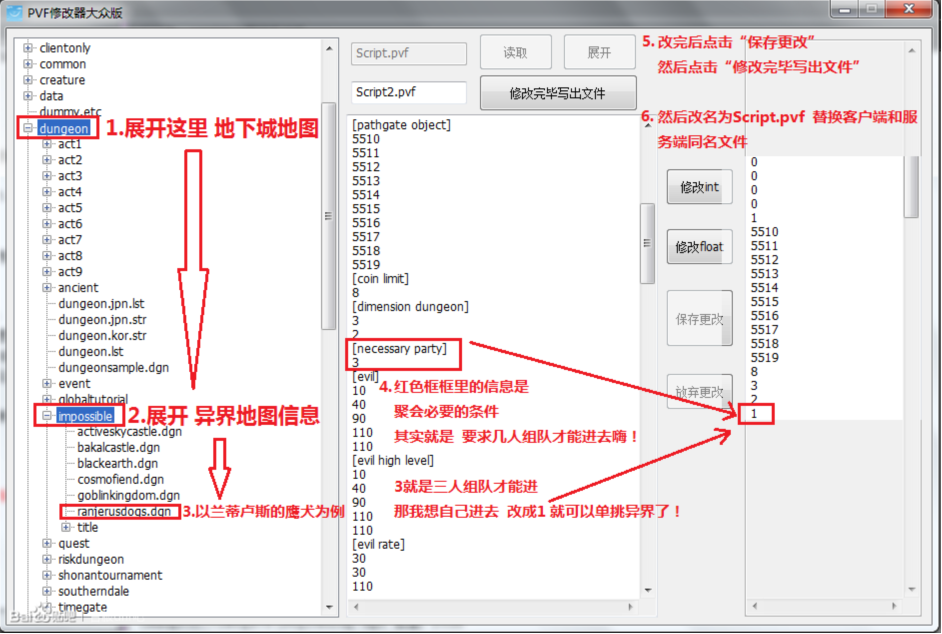 PVF修改器大众版
clientonly
common
creature
data
dummy.etc
dungeon
1.展开这里 地下城地图
act1
act2
act3
act4
act5
act6
act7
act8
act9
ancient
dungeon.jpn.lst
dungeon.jpn.str
dungeon.kor.str
dungeon.lst
dungeonsample.dgn
event
globaltutorial
impossible
2.展开 异界地图信息
activeskycastle.dgn
bakalcastle.dgn
blackearth.dgn
cosmofiend.dgn
goblinkingdom.dgn
ranjerusdogs.dgn
3.以兰蒂卢斯的鹰犬为例
title
quest
riskdungeon
shonantournament
southerndale
timegate
Script.pvf
读取
展开
Script2.pvf
修改完毕写出文件
[pathgate object]
5510
5511
5512
5513
5514
5515
5516
5517
5518
5519
[coin limit]
8
[dimension dungeon]
3
2
[necessary party]
3
[evil]
10
40
90
110
110
[evil high level]
10
40
90
110
110
[evil rate]
30
30
110
4.红色框框里的信息是
聚会必要的条件
其实就是 要求几人组队才能进去嗨！
3就是三人组队才能进
那我想自己进去 改成1 就可以单挑异界了！
5.改完后点击“保存更改”
然后点击“修改完毕写出文件”
6.然后改名为Script.pvf 替换客户端和服
务端同名文件
修改int
修改float
保存更改
放弃更改
0
0
0
0
1
5510
5511
5512
5513
5514
5515
5516
5517
5518
5519
8
3
2
1